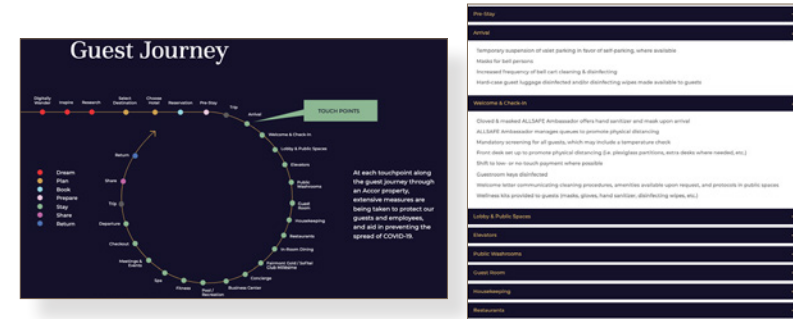 Guest Journey
Digitally Wander
Inspire
Research
Select Destination
Choose Hotel
Reservation
Pre-Stay
Trip
Arrival
TOUCH POINTS
Welcome & Check-In
Lobby & Public Spaces
Elevators
Public Washrooms
Guest Room
Housekeeping
Restaurants
In-Room Dining
Fairmont Gold / Sofitel Club Millésime
Concierge
Business Center
Pool / Recreation
Fitness
Spa
Meetings & Events
Checkout
Departure
Trip
Share
Return
Dream
Plan
Book
Prepare
Stay
Share
Return
At each touchpoint along
the guest journey through
an Accor property,
extensive measures are
being taken to protect our
guests and employees,
and aid in preventing the
spread of COVID-19.
Pre-Stay
Arrival
Temporary suspension of valet parking in favor of self-parking, where available
Masks for bell persons
Increased frequency of bell cart cleaning & disinfecting
Hard-case guest luggage disinfected and/or disinfecting wipes made available to guests
Welcome & Check-In
Gloved & masked ALLSAFE Ambassador offers hand sanitizer and mask upon arrival
ALLSAFE Ambassador manages queues to promote physical distancing
Mandatory screening for all guests, which may include a temperature check
Front desk set up to promote physical distancing (i.e. plexiglass partitions, extra desks where needed, etc.)
Shift to low- or no-touch payment where possible
Guestroom keys disinfected
Welcome letter communicating cleaning procedures, amenities available upon request, and protocols in public spaces
Wellness kits provided to guests (masks, gloves, hand sanitizer, disinfecting wipes, etc.)
Lobby & Public Spaces
Elevators
Public Washrooms
Guest Room
Housekeeping
Restaurants